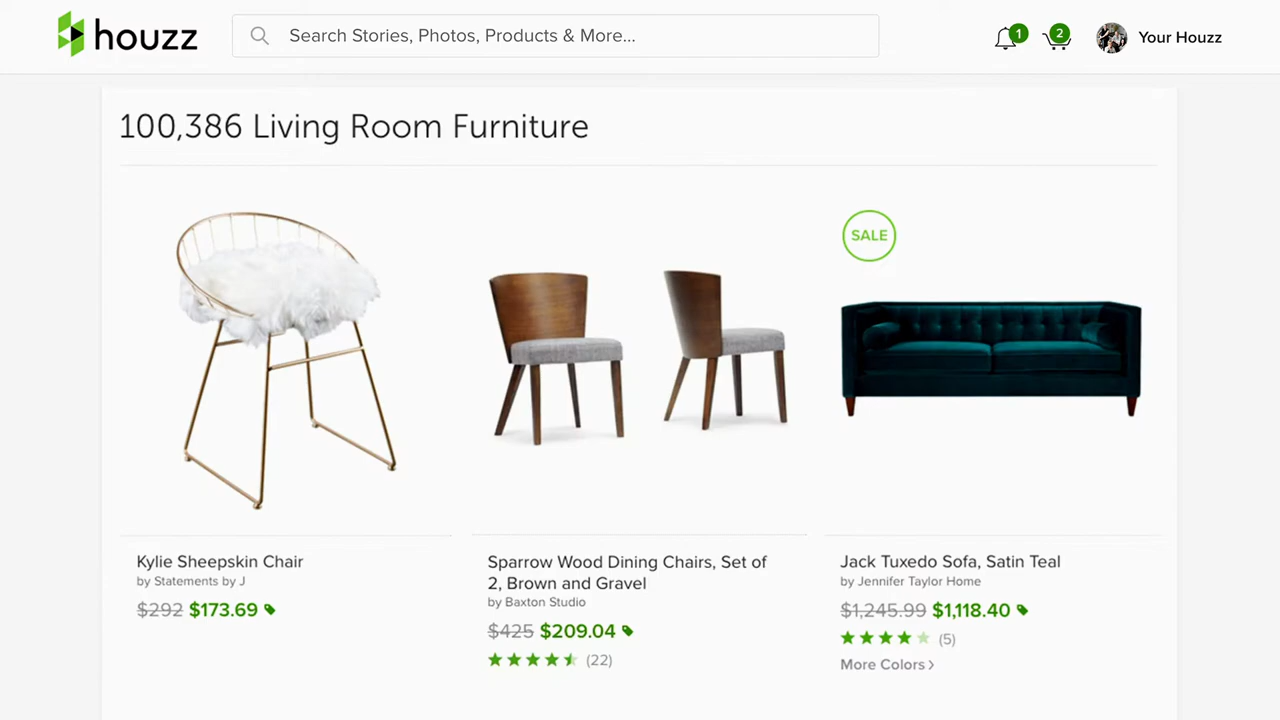 houzz
Search Stories, Photos, Products & More...
1
2
Your Houzz
100,386 Living Room Furniture
SALE
Kylie Sheepskin Chair
by Statements by J
$292 $173.69
Sparrow Wood Dining Chairs, Set of
2, Brown and Gravel
by Baxton Studio
$425 $209.04
(22)
Jack Tuxedo Sofa, Satin Teal
by Jennifer Taylor Home
$1,245.99 $1,118.40
(5)
More Colors ›